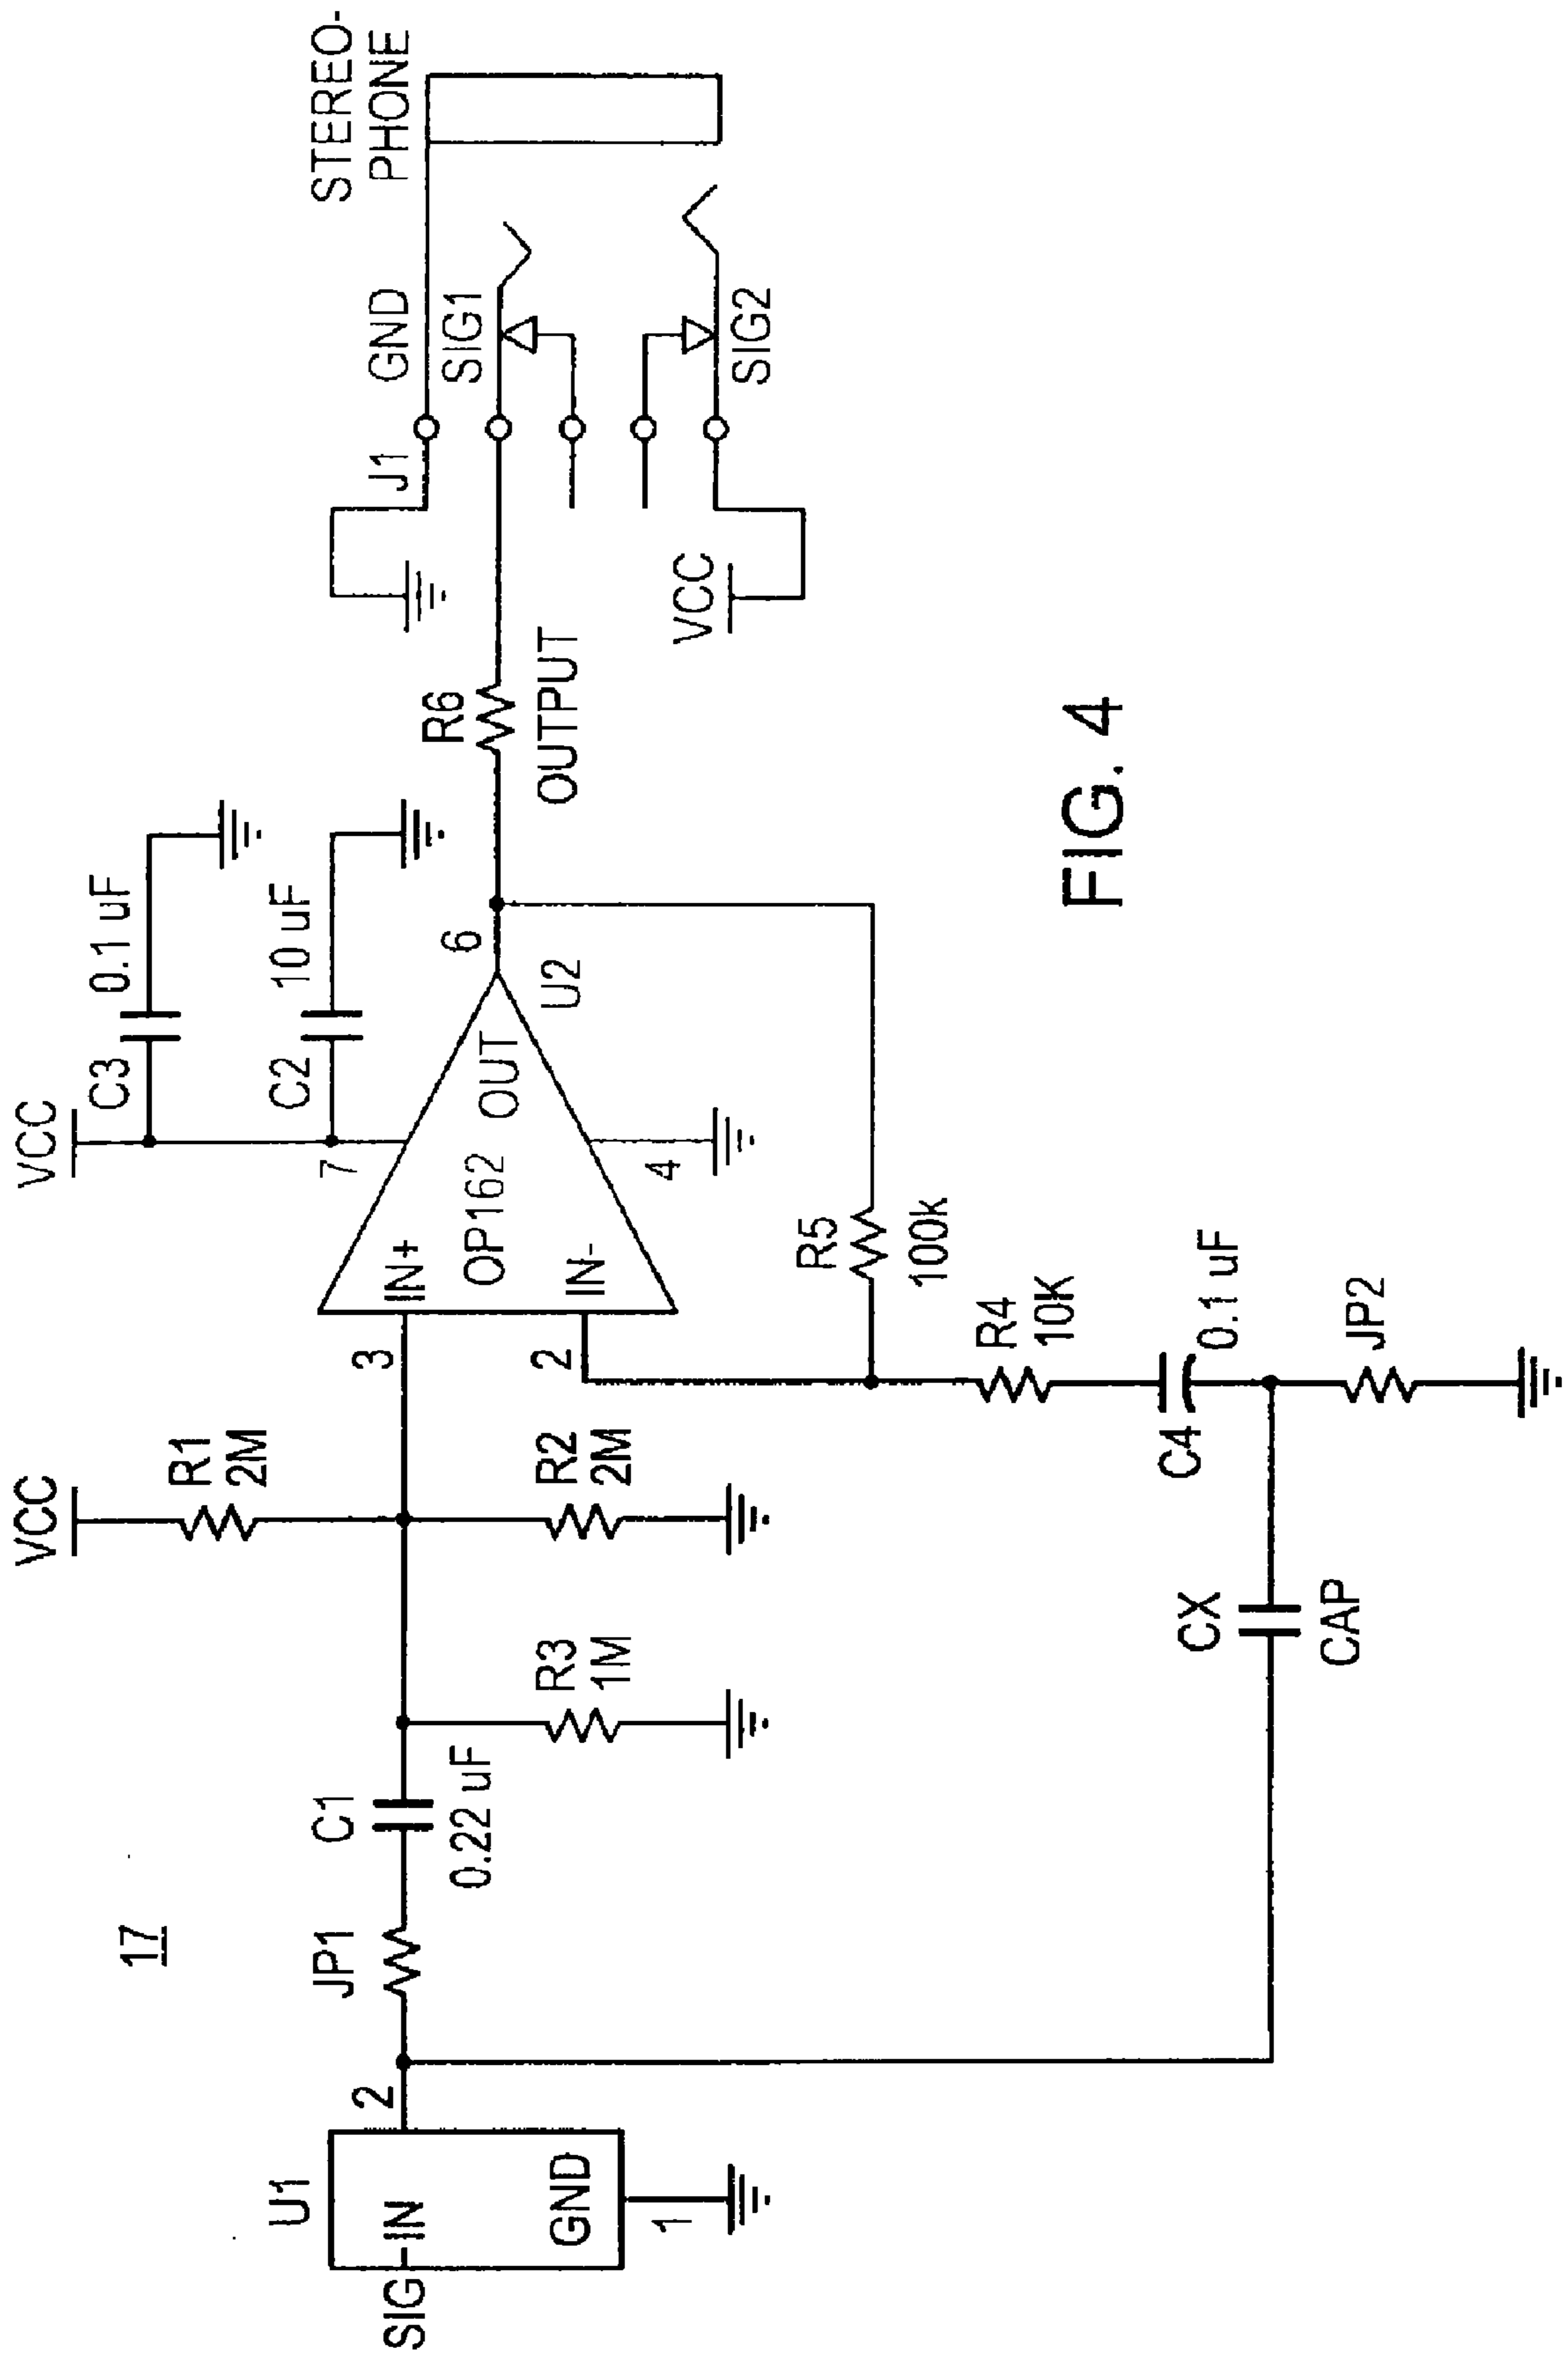 17
U1
SIG-IN
GND
1
2
JP1
C1
0.22 uF
R3
1M
VCC
R1
2M
R2
2M
3
2
IN+
IN-
OP162
OUT
U2
7
4
6
VCC
C3
0.1 uF
C2
10 uF
R5
100k
R4
10K
C4
0.1 uF
JP2
CX
CAP
R6
OUTPUT
J1
GND
SIG1
SIG2
VCC
STEREO-
PHONE
FIG. 4